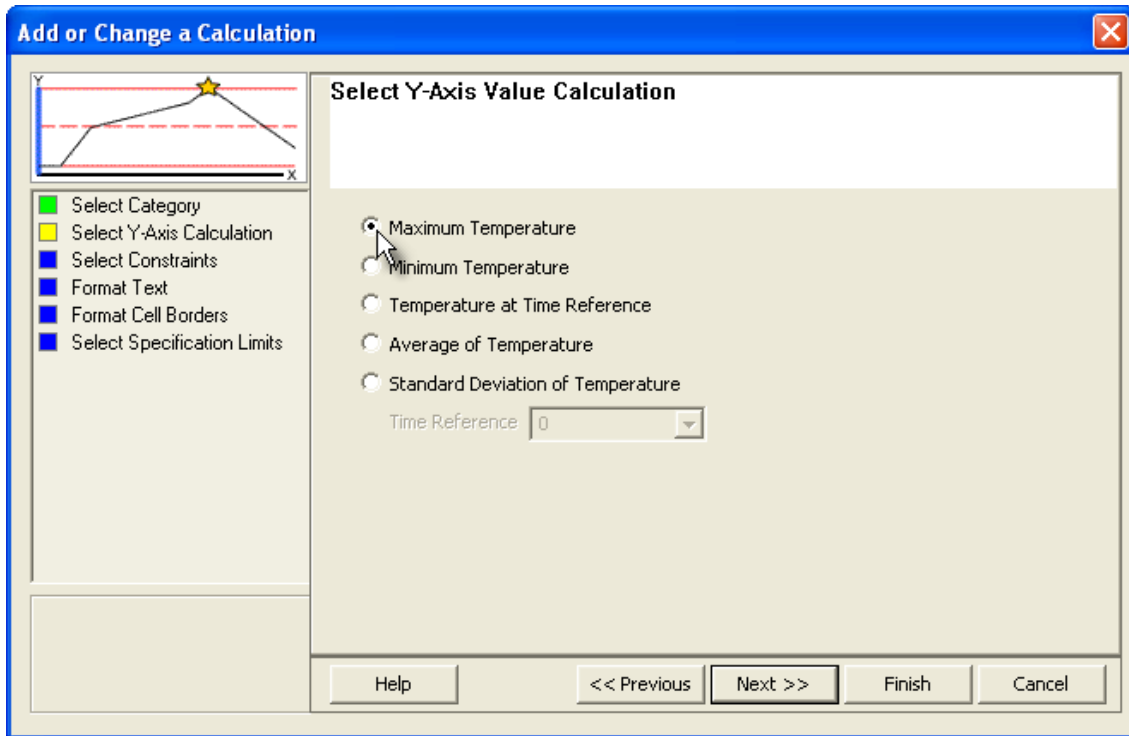 Add or Change a Calculation
Y
X
Select Category
Select Y-Axis Calculation
Select Constraints
Format Text
Format Cell Borders
Select Specification Limits
Select Y-Axis Value Calculation
Maximum Temperature
Minimum Temperature
Temperature at Time Reference
Average of Temperature
Standard Deviation of Temperature
Time Reference 0
Help << Previous Next >> Finish Cancel